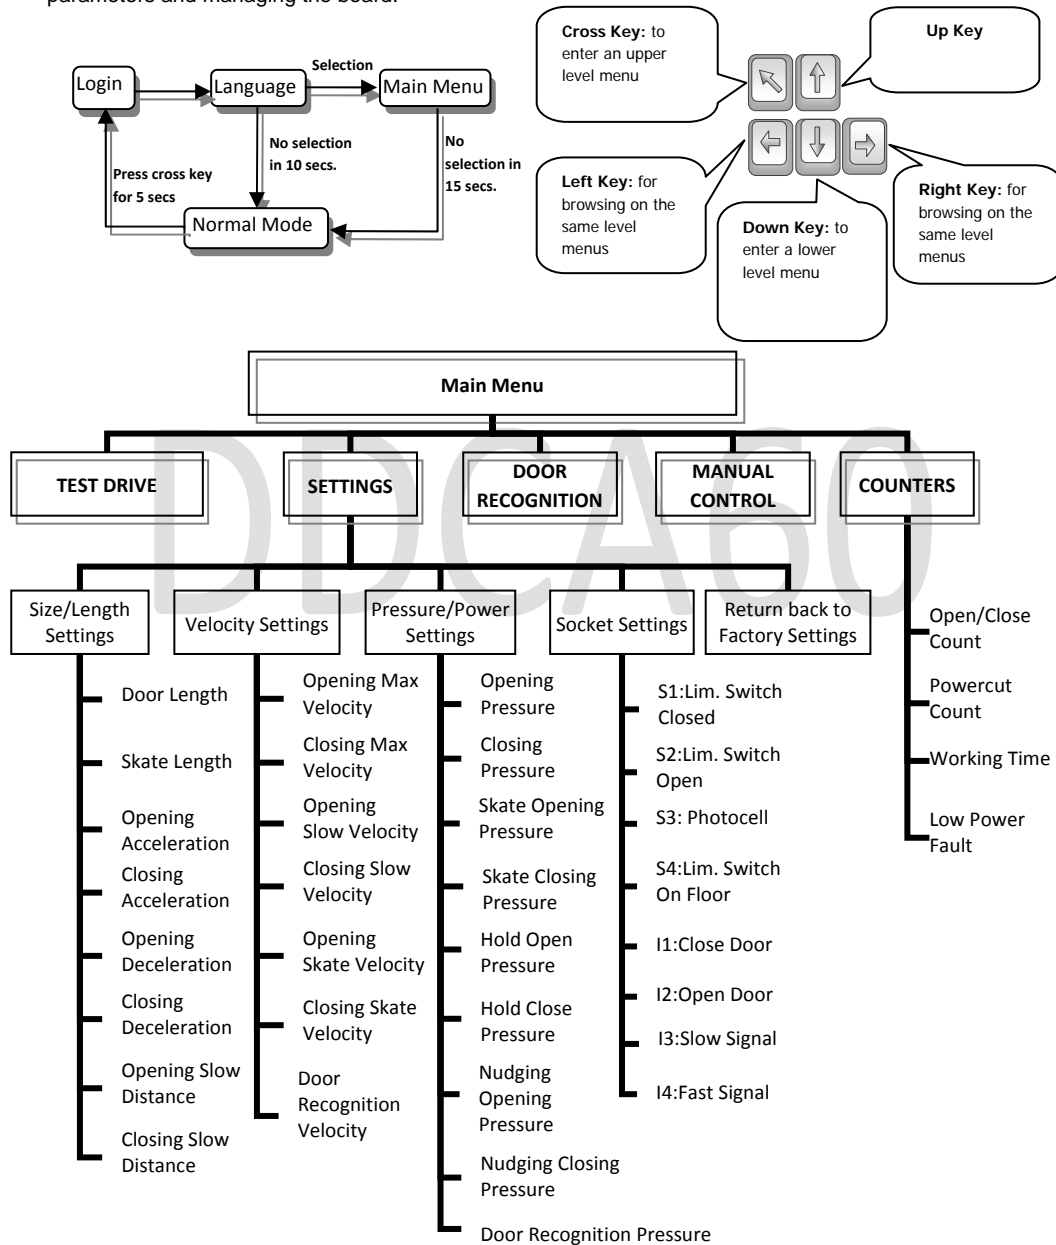 parameters and managing the board.
Login
Language
Selection
Main Menu
No selection
in 10 secs.
No
selection in
15 secs.
Press cross key
for 5 secs
Normal Mode
Cross Key: to
enter an upper
level menu
Up Key
Left Key: for
browsing on the
same level
menus
Down Key: to
enter a lower
level menu
Right Key: for
browsing on the
same level
menus
DDCA60
Main Menu
TEST DRIVE
SETTINGS
DOOR
RECOGNITION
MANUAL
CONTROL
COUNTERS
Size/Length
Settings
Velocity Settings
Pressure/Power
Settings
Socket Settings
Return back to
Factory Settings
Door Length
Skate Length
Opening
Acceleration
Closing
Acceleration
Opening
Deceleration
Closing
Deceleration
Opening Slow
Distance
Closing Slow
Distance
Opening Max
Velocity
Closing Max
Velocity
Opening
Slow Velocity
Closing Slow
Velocity
Opening
Skate Velocity
Closing Skate
Velocity
Door
Recognition
Velocity
Opening
Pressure
Closing
Pressure
Skate Opening
Pressure
Skate Closing
Pressure
Hold Open
Pressure
Hold Close
Pressure
Nudging
Opening
Pressure
Nudging Closing
Pressure
Door Recognition Pressure
S1:Lim. Switch
Closed
S2:Lim. Switch
Open
S3: Photocell
S4:Lim. Switch
On Floor
I1:Close Door
I2:Open Door
I3:Slow Signal
I4:Fast Signal
Open/Close
Count
Powercut
Count
Working Time
Low Power
Fault